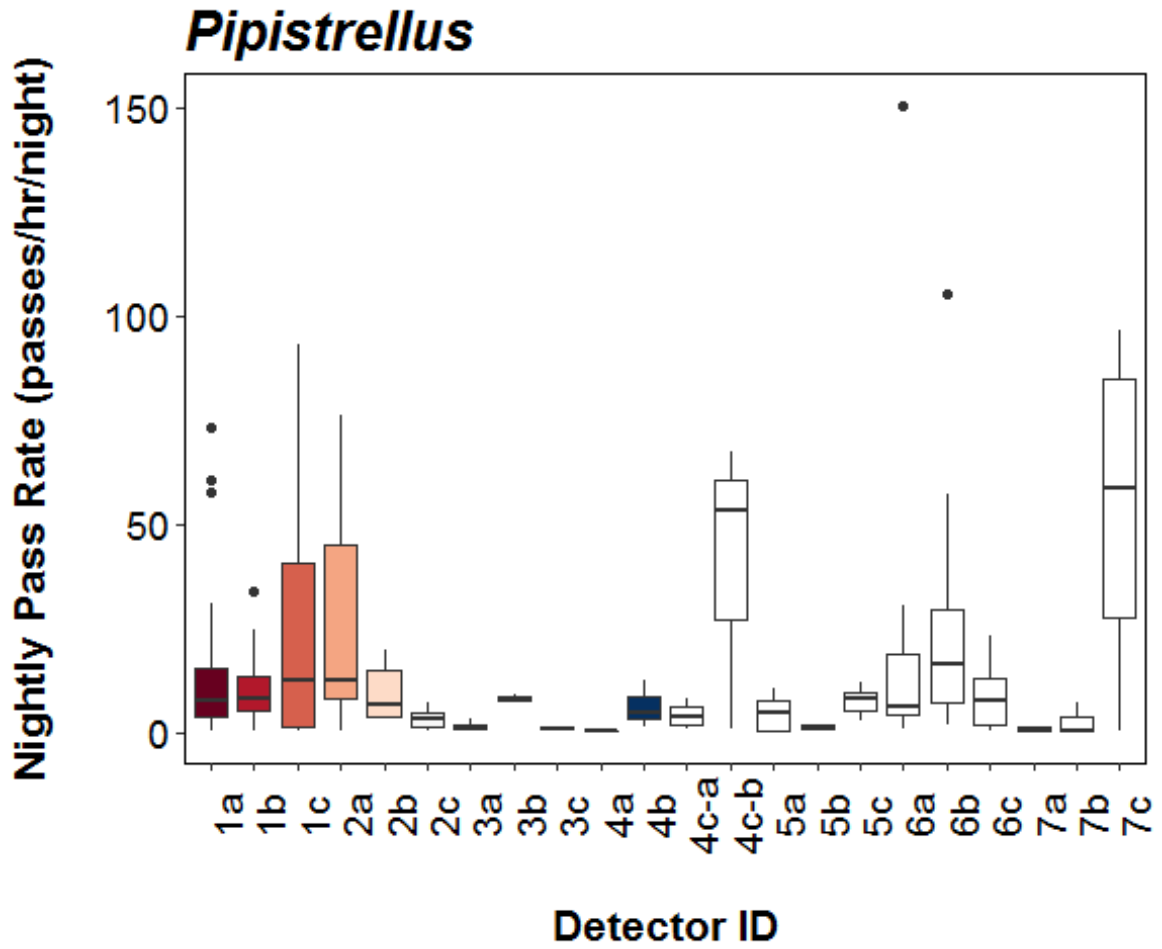 Pipistrellus
Nightly Pass Rate (passes/hr/night)
150
100
50
0
1a 1b 1c 2a 2b 2c 3a 3b 3c 4a 4b 4c-a 4c-b 5a 5b 5c 6a 6b 6c 7a 7b 7c
Detector ID